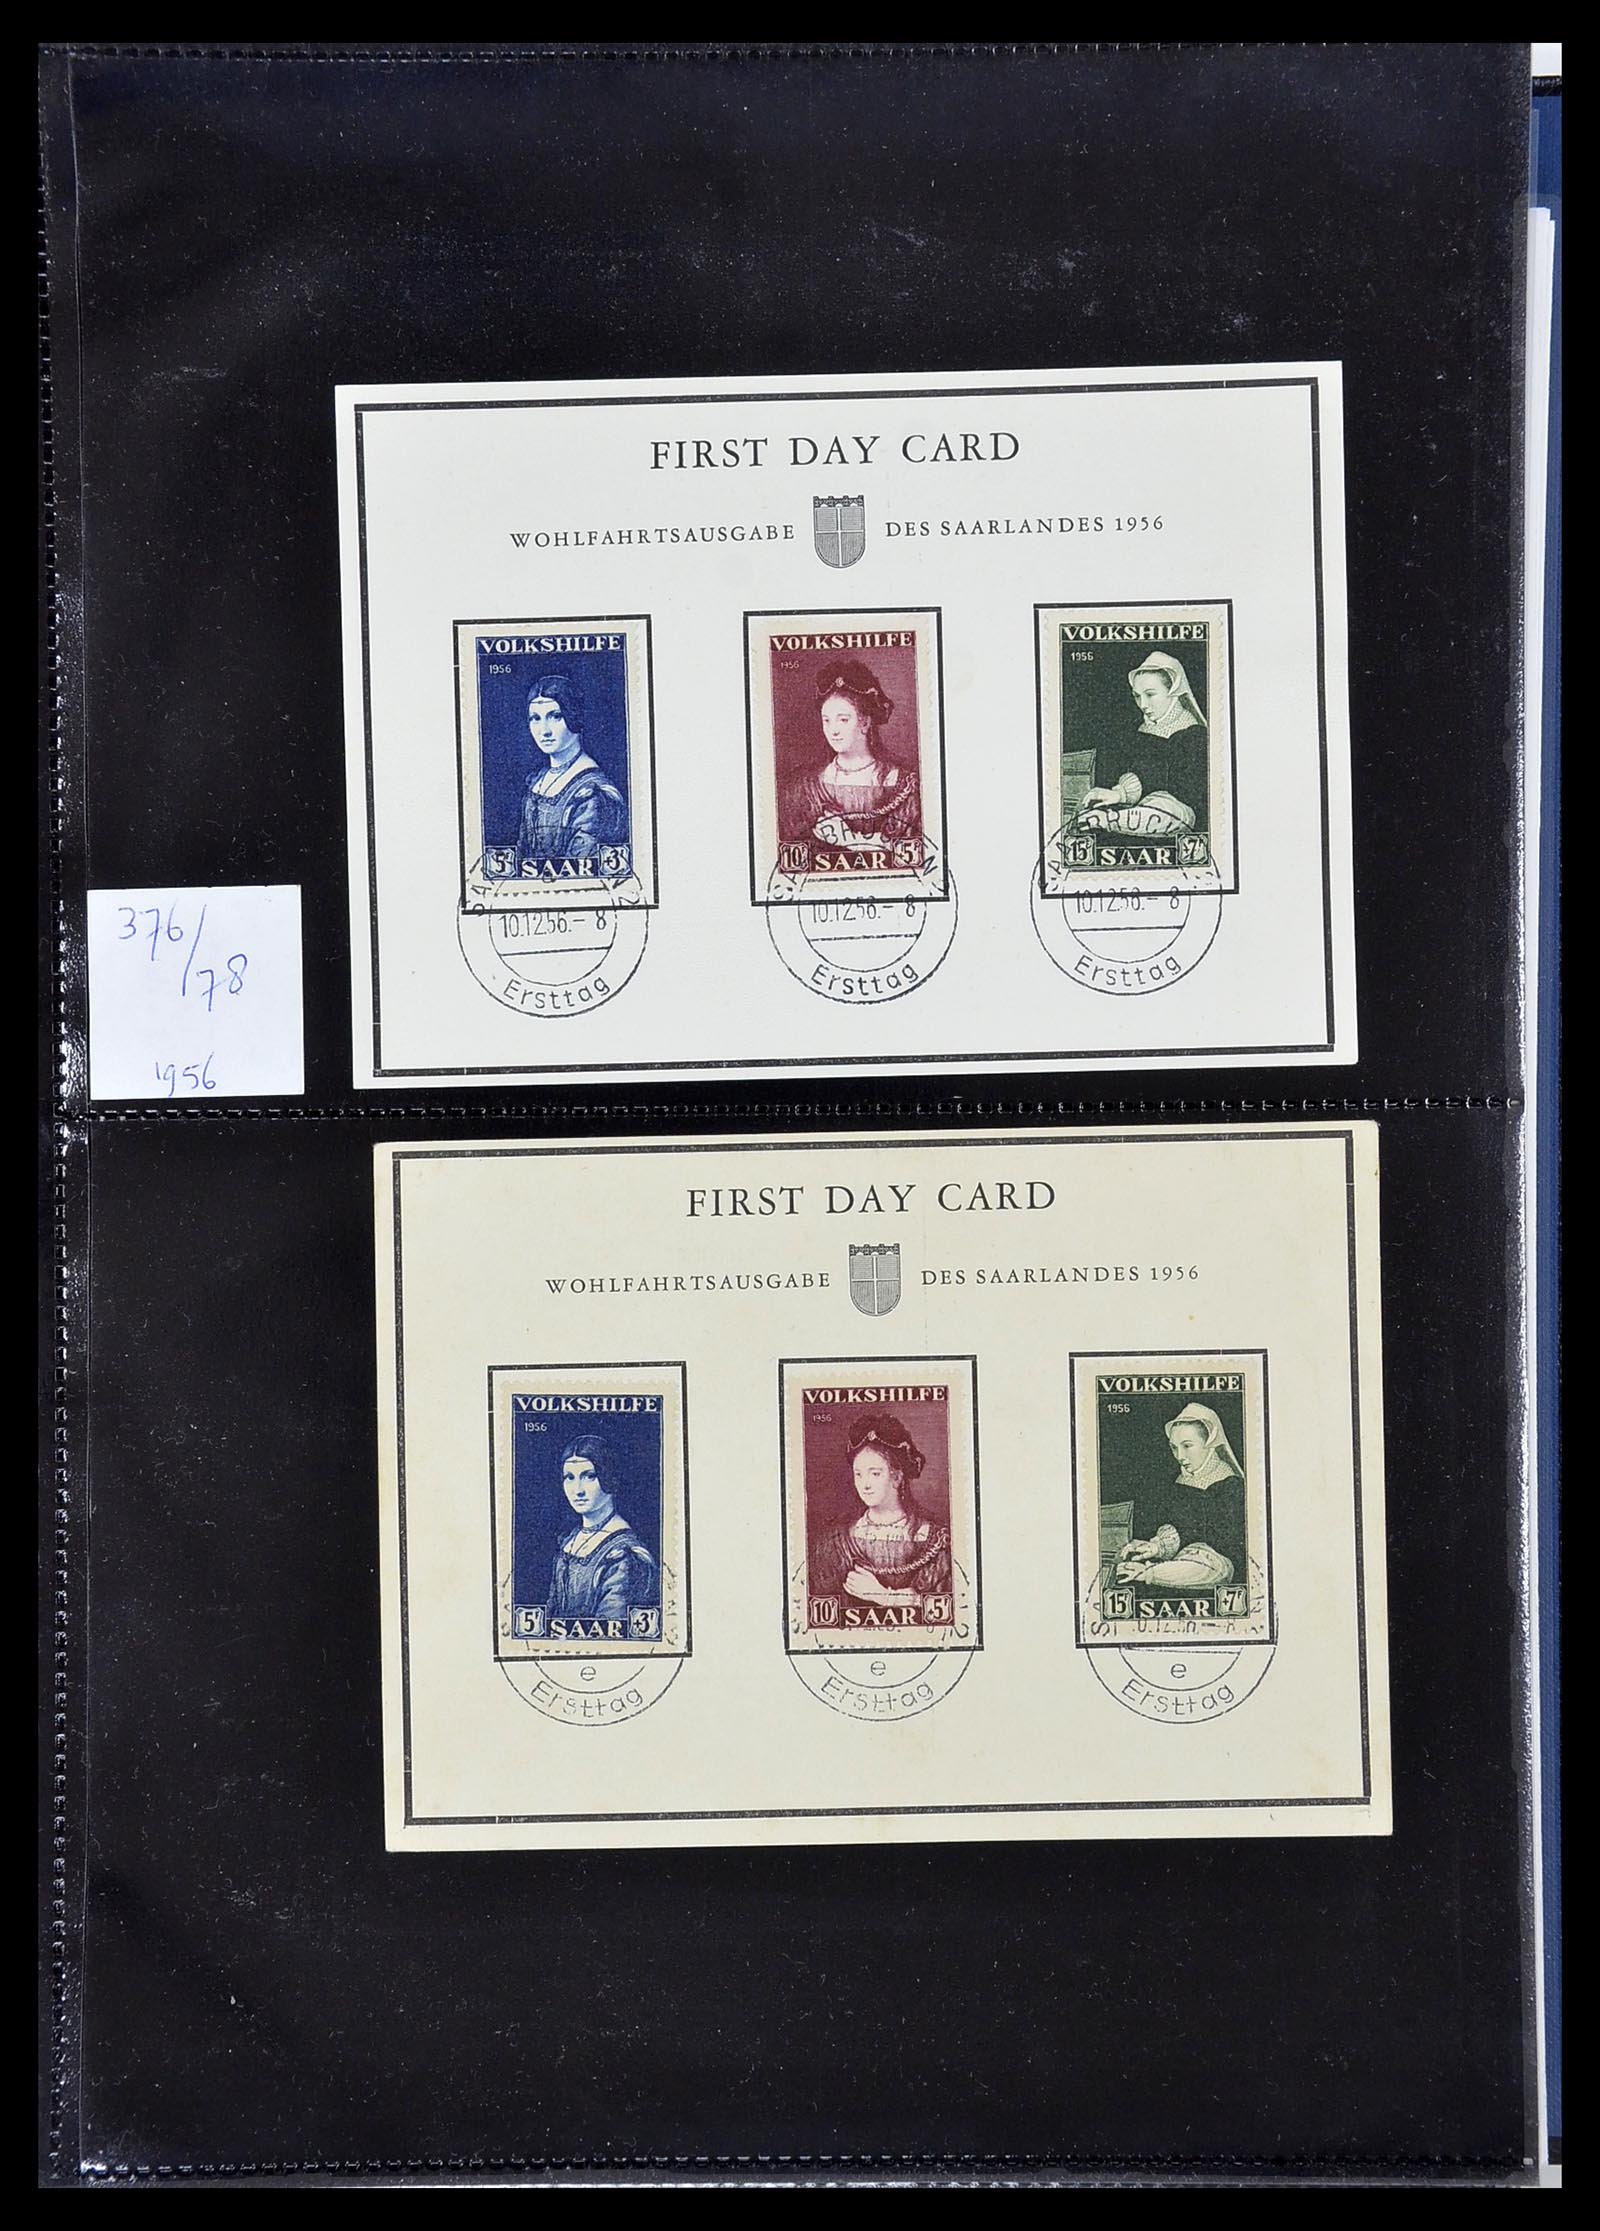 FIRST DAY CARD
WOHLFAHRTSAUSGABE DES SAARLANDES 1956
VOLKSHILFE
1956
5F SAAR +3F
10.12.56.-8
Ersttag
VOLKSHILFE
1956
10F SAAR +5F
10.12.56.-8
Ersttag
VOLKSHILFE
1956
15F SAAR +7F
10.12.56.-8
Ersttag
376/78
1956
FIRST DAY CARD
WOHLFAHRTSAUSGABE DES SAARLANDES 1956
VOLKSHILFE
1956
5F SAAR +3F
e
Ersttag
VOLKSHILFE
1956
10F SAAR +5F
e
Ersttag
VOLKSHILFE
1956
15F SAAR +7F
e
Ersttag